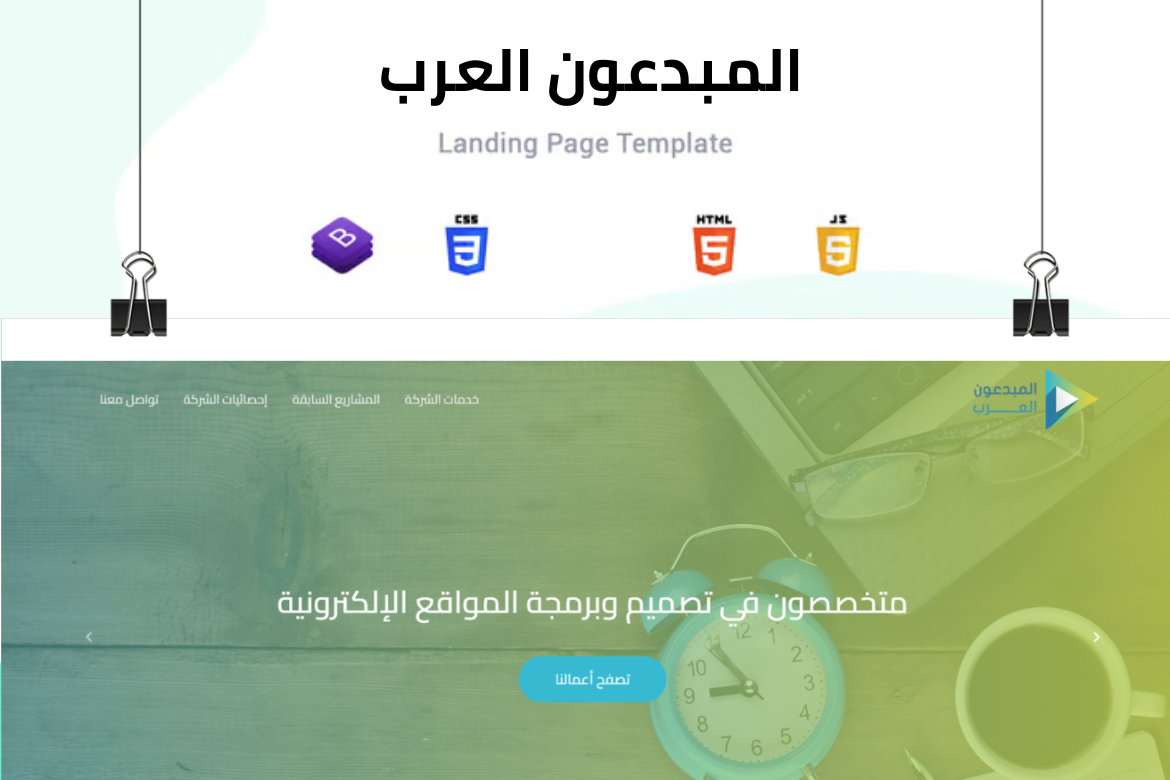 المبدعون العرب
Landing Page Template
B
CSS
3
HTML
5
JS
5
المبدعون
العـــرب
خدمات الشركة
المشاريع السابقة
إحصائيات الشركة
تواصل معنا
متخصصون في تصميم وبرمجة المواقع الإلكترونية
تصفح أعمالنا
12
1
2
3
4
5
6
7
8
9
10